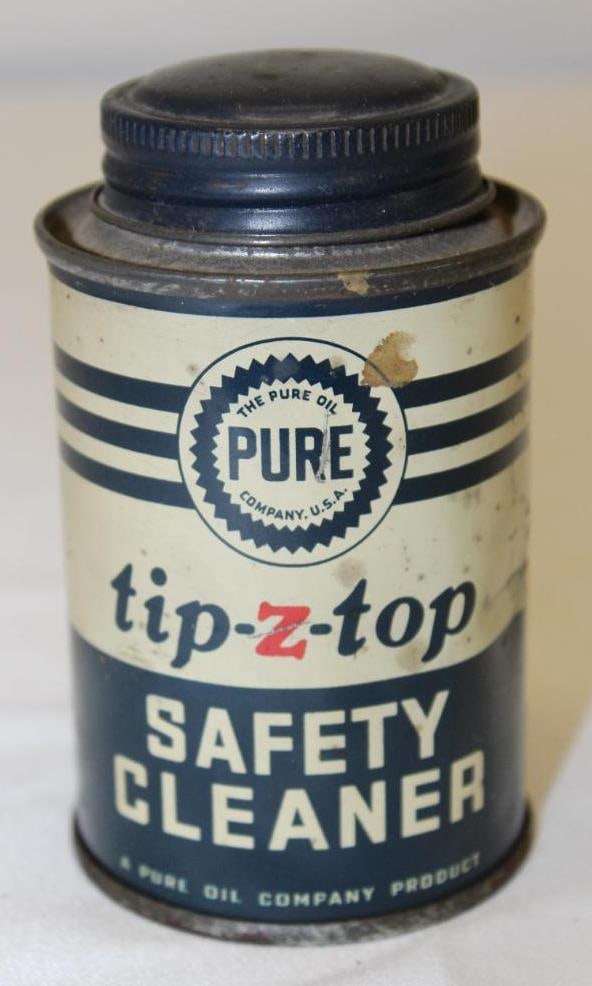 THE PURE OIL
PURE
COMPANY. U.S.A.
tip-z-top
SAFETY
CLEANER
A PURE OIL COMPANY PRODUCT